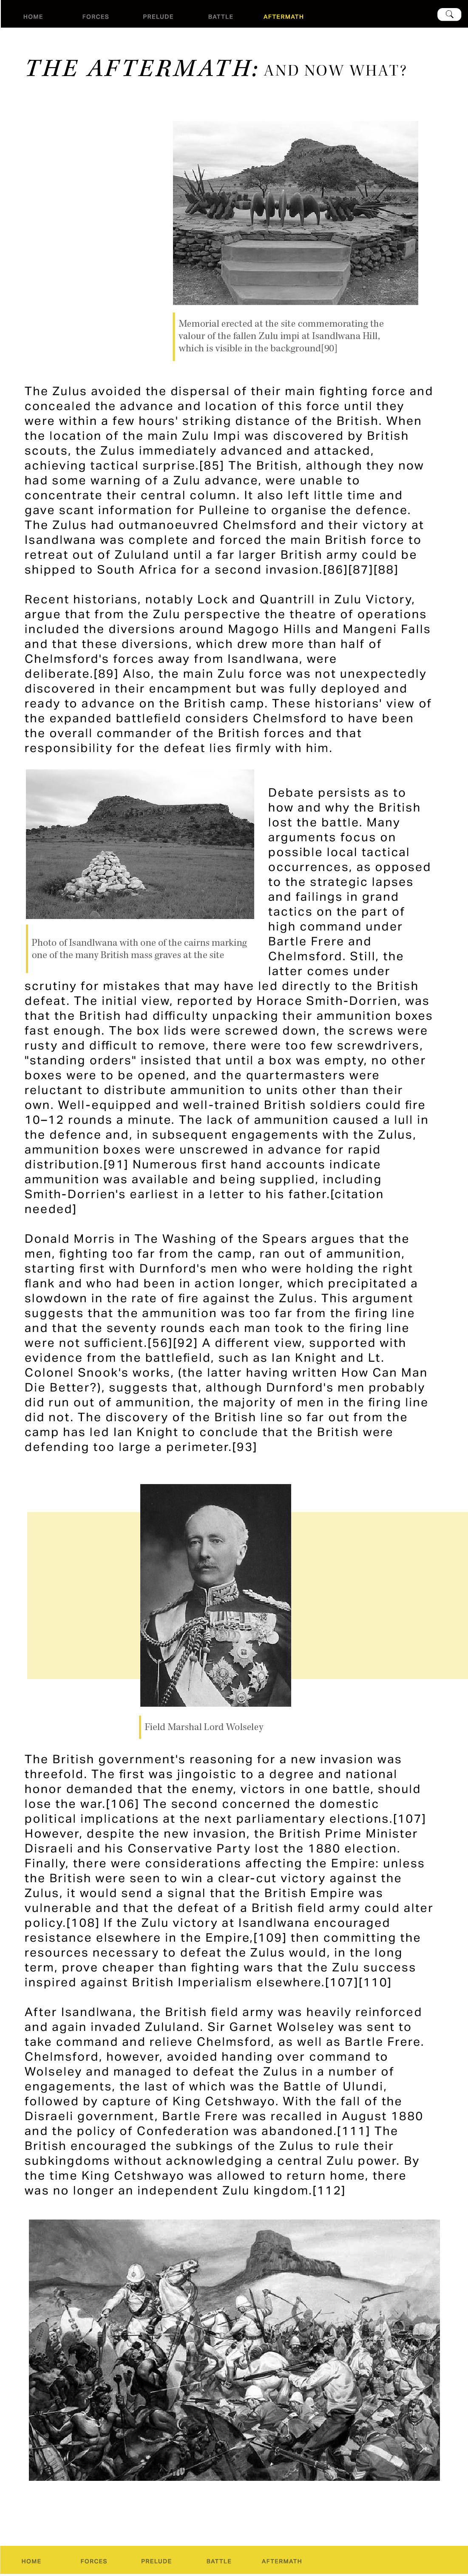 HOME FORCES PRELUDE BATTLE AFTERMATH
THE AFTERMATH: AND NOW WHAT?
Memorial erected at the site commemorating the
valour of the fallen Zulu impi at Isandlwana Hill,
which is visible in the background[90]
The Zulus avoided the dispersal of their main fighting force and
concealed the advance and location of this force until they
were within a few hours' striking distance of the British. When
the location of the main Zulu Impi was discovered by British
scouts, the Zulus immediately advanced and attacked,
achieving tactical surprise.[85] The British, although they now
had some warning of a Zulu advance, were unable to
concentrate their central column. It also left little time and
gave scant information for Pulleine to organise the defence.
The Zulus had outmanoeuvred Chelmsford and their victory at
Isandlwana was complete and forced the main British force to
retreat out of Zululand until a far larger British army could be
shipped to South Africa for a second invasion.[86][87][88]
Recent historians, notably Lock and Quantrill in Zulu Victory,
argue that from the Zulu perspective the theatre of operations
included the diversions around Magogo Hills and Mangeni Falls
and that these diversions, which drew more than half of
Chelmsford's forces away from Isandlwana, were
deliberate.[89] Also, the main Zulu force was not unexpectedly
discovered in their encampment but was fully deployed and
ready to advance on the British camp. These historians' view of
the expanded battlefield considers Chelmsford to have been
the overall commander of the British forces and that
responsibility for the defeat lies firmly with him.
Photo of Isandlwana with one of the cairns marking
one of the many British mass graves at the site
Debate persists as to
how and why the British
lost the battle. Many
arguments focus on
possible local tactical
occurrences, as opposed
to the strategic lapses
and failings in grand
tactics on the part of
high command under
Bartle Frere and
Chelmsford. Still, the
latter comes under
scrutiny for mistakes that may have led directly to the British
defeat. The initial view, reported by Horace Smith-Dorrien, was
that the British had difficulty unpacking their ammunition boxes
fast enough. The box lids were screwed down, the screws were
rusty and difficult to remove, there were too few screwdrivers,
"standing orders" insisted that until a box was empty, no other
boxes were to be opened, and the quartermasters were
reluctant to distribute ammunition to units other than their
own. Well-equipped and well-trained British soldiers could fire
10–12 rounds a minute. The lack of ammunition caused a lull in
the defence and, in subsequent engagements with the Zulus,
ammunition boxes were unscrewed in advance for rapid
distribution.[91] Numerous first hand accounts indicate
ammunition was available and being supplied, including
Smith-Dorrien's earliest in a letter to his father.[citation
needed]
Donald Morris in The Washing of the Spears argues that the
men, fighting too far from the camp, ran out of ammunition,
starting first with Durnford's men who were holding the right
flank and who had been in action longer, which precipitated a
slowdown in the rate of fire against the Zulus. This argument
suggests that the ammunition was too far from the firing line
and that the seventy rounds each man took to the firing line
were not sufficient.[56][92] A different view, supported with
evidence from the battlefield, such as Ian Knight and Lt.
Colonel Snook's works, (the latter having written How Can Man
Die Better?), suggests that, although Durnford's men probably
did run out of ammunition, the majority of men in the firing line
did not. The discovery of the British line so far out from the
camp has led Ian Knight to conclude that the British were
defending too large a perimeter.[93]
Field Marshal Lord Wolseley
The British government's reasoning for a new invasion was
threefold. The first was jingoistic to a degree and national
honor demanded that the enemy, victors in one battle, should
lose the war.[106] The second concerned the domestic
political implications at the next parliamentary elections.[107]
However, despite the new invasion, the British Prime Minister
Disraeli and his Conservative Party lost the 1880 election.
Finally, there were considerations affecting the Empire: unless
the British were seen to win a clear-cut victory against the
Zulus, it would send a signal that the British Empire was
vulnerable and that the defeat of a British field army could alter
policy.[108] If the Zulu victory at Isandlwana encouraged
resistance elsewhere in the Empire,[109] then committing the
resources necessary to defeat the Zulus would, in the long
term, prove cheaper than fighting wars that the Zulu success
inspired against British Imperialism elsewhere.[107][110]
After Isandlwana, the British field army was heavily reinforced
and again invaded Zululand. Sir Garnet Wolseley was sent to
take command and relieve Chelmsford, as well as Bartle Frere.
Chelmsford, however, avoided handing over command to
Wolseley and managed to defeat the Zulus in a number of
engagements, the last of which was the Battle of Ulundi,
followed by capture of King Cetshwayo. With the fall of the
Disraeli government, Bartle Frere was recalled in August 1880
and the policy of Confederation was abandoned.[111] The
British encouraged the subkings of the Zulus to rule their
subkingdoms without acknowledging a central Zulu power. By
the time King Cetshwayo was allowed to return home, there
was no longer an independent Zulu kingdom.[112]
HOME FORCES PRELUDE BATTLE AFTERMATH